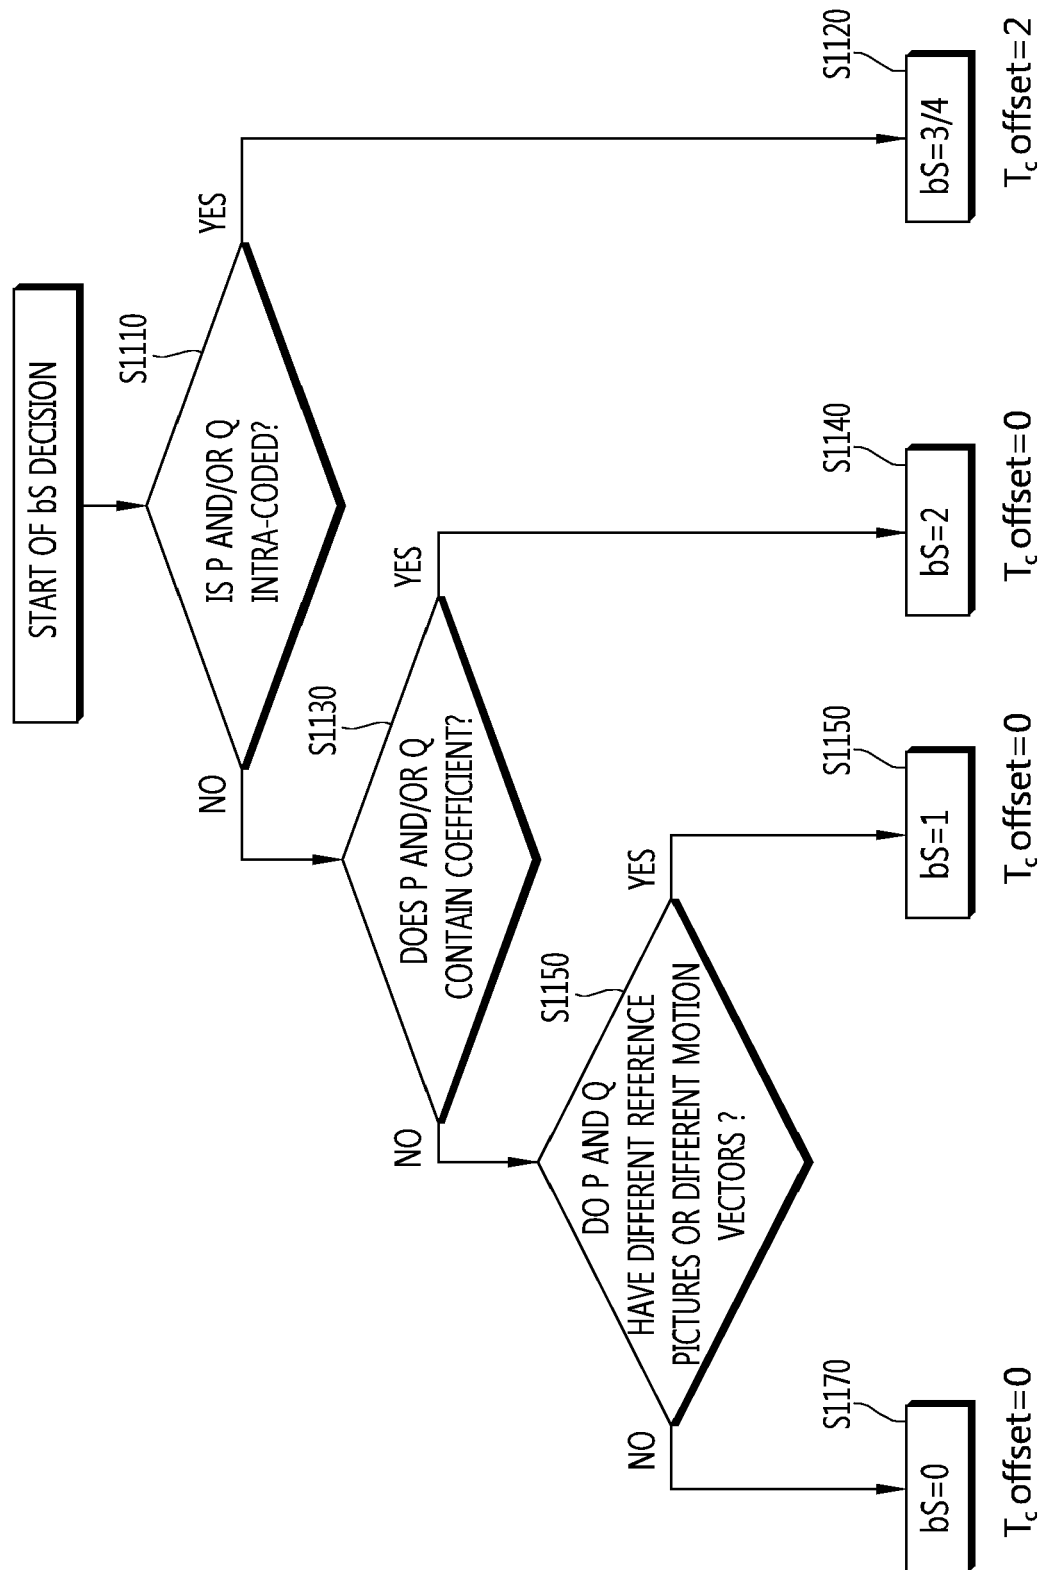 START OF bS DECISION
S1110
IS P AND/OR Q
INTRA-CODED?
YES
NO
S1120
bS=3/4
Tc offset=2
S1130
DOES P AND/OR Q
CONTAIN COEFFICIENT?
YES
NO
S1140
bS=2
Tc offset=0
S1150
DO P AND Q
HAVE DIFFERENT REFERENCE
PICTURES OR DIFFERENT MOTION
VECTORS ?
YES
NO
S1150
bS=1
Tc offset=0
S1170
bS=0
Tc offset=0